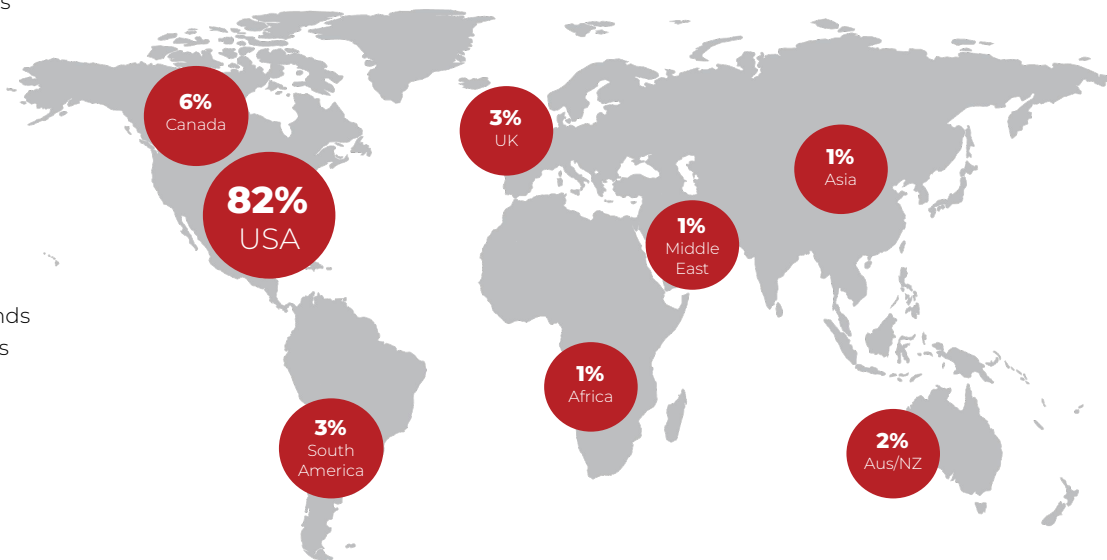 s
6%
Canada
3%
UK
1%
Asia
82%
USA
1%
Middle
East
nds
s
1%
Africa
3%
South
America
2%
Aus/NZ